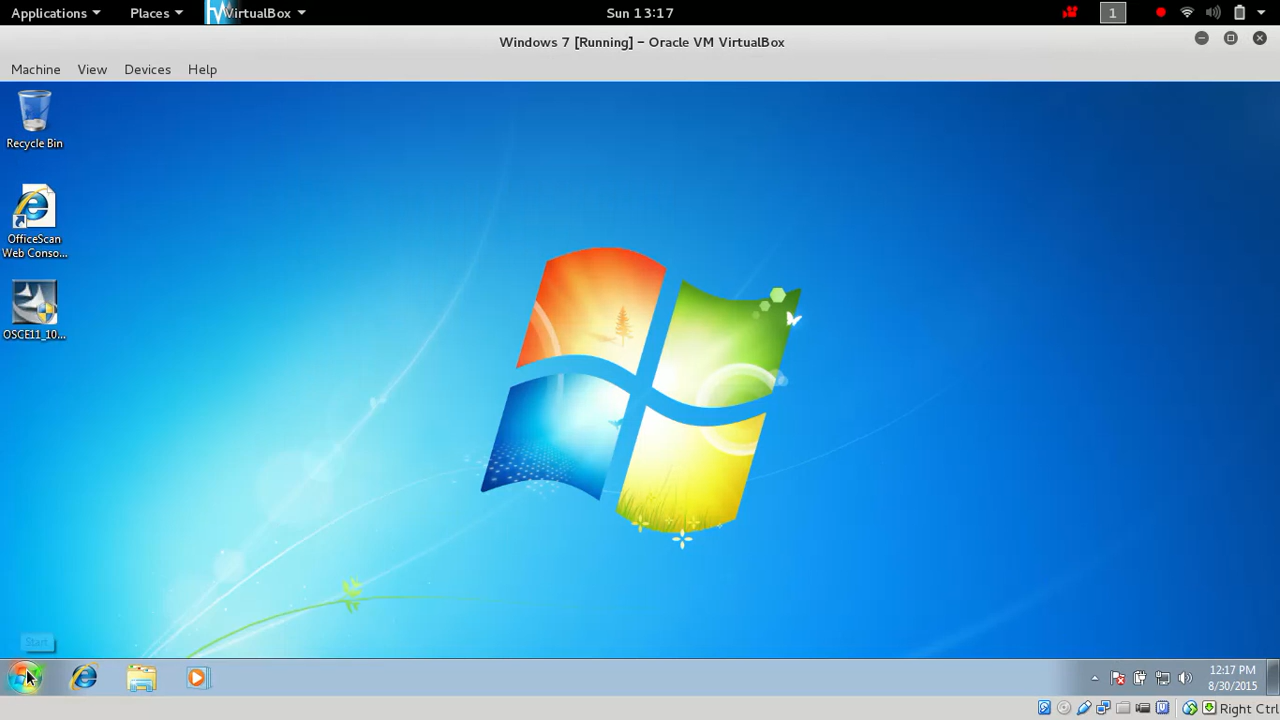 Applications Places VirtualBox Sun 13:17 1
Windows 7 [Running] – Oracle VM VirtualBox
Machine View Devices Help
Recycle Bin
OfficeScan
Web Conso...
OSCE11_10...
Start
12:17 PM
8/30/2015
Right Ctrl